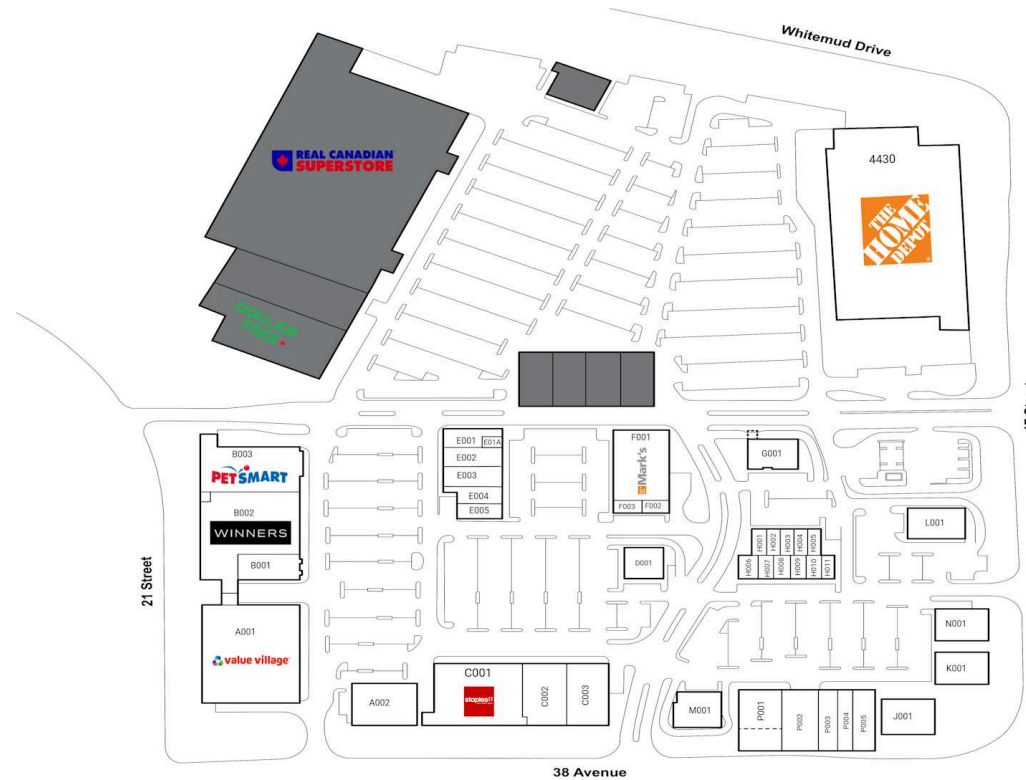 Whitemud Drive
REAL CANADIAN
SUPERSTORE
4430
THE
HOME
DEPOT
DOLLAR
TREE
B003
PETSMART
B002
WINNERS
B001
21 Street
A001
value village
A002
E001
E01A
E002
E003
E004
E005
F001
Mark's
F003
F002
G001
D001
H001
H002
H003
H004
H005
H006
H007
H008
H009
H010
H011
L001
N001
K001
C001
staples
C002
C003
M001
P001
P002
P003
P004
P005
J001
38 Avenue